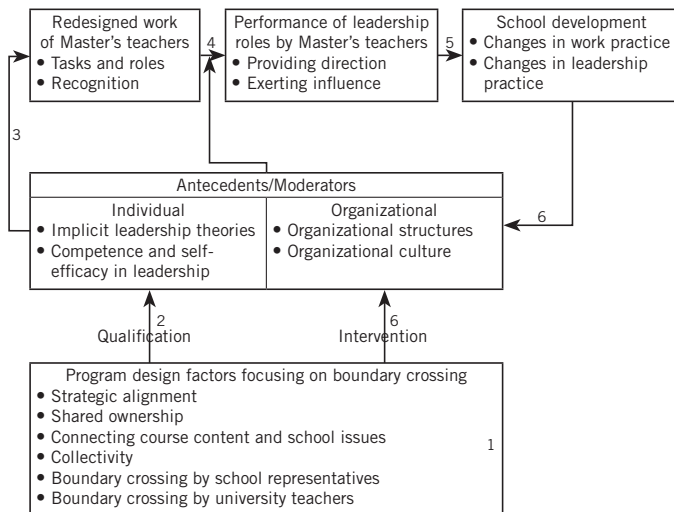 Redesigned work
of Master's teachers
• Tasks and roles
• Recognition
4
Performance of leadership
roles by Master's teachers
• Providing direction
• Exerting influence
5
School development
• Changes in work practice
• Changes in leadership
practice
3
Antecedents/Moderators
Individual
• Implicit leadership theories
• Competence and self-
efficacy in leadership
Organizational
• Organizational structures
• Organizational culture
6
2
Qualification
6
Intervention
Program design factors focusing on boundary crossing
• Strategic alignment
• Shared ownership
• Connecting course content and school issues
• Collectivity
• Boundary crossing by school representatives
• Boundary crossing by university teachers
1